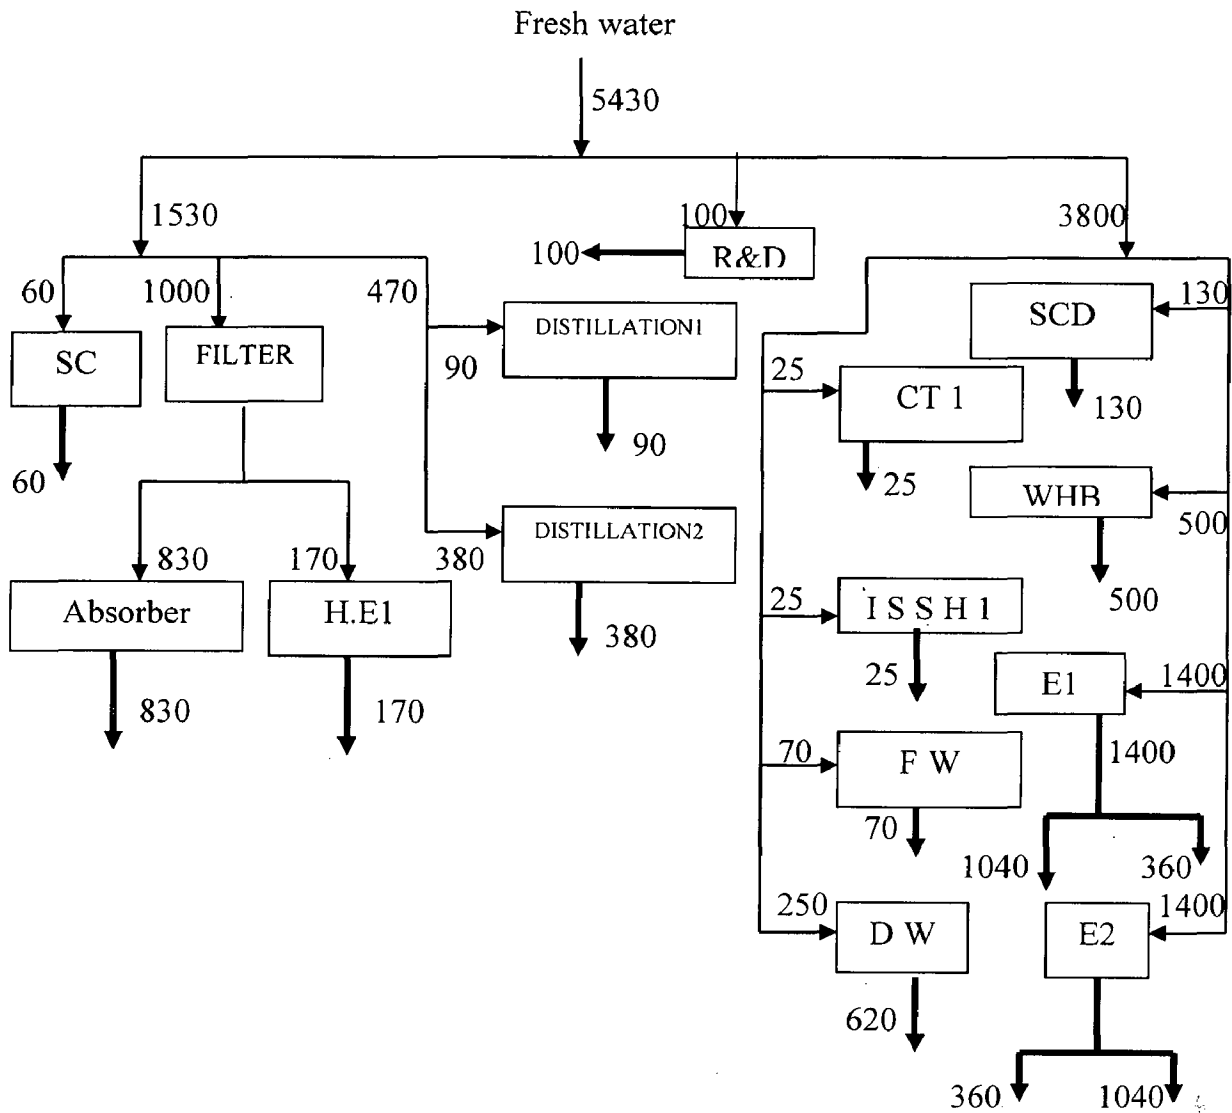 Fresh water
5430
1530
100
3800
100
R&D
60
1000
470
130
SC
FILTER
DISTILLATION1
SCD
90
25
CT 1
130
60
90
25
WHB
500
830
170
380
DISTILLATION2
500
Absorber
H.E1
25
I S S H 1
380
25
E1
1400
830
170
70
F W
1400
70
1040
360
250
D W
1400
E2
620
360
1040